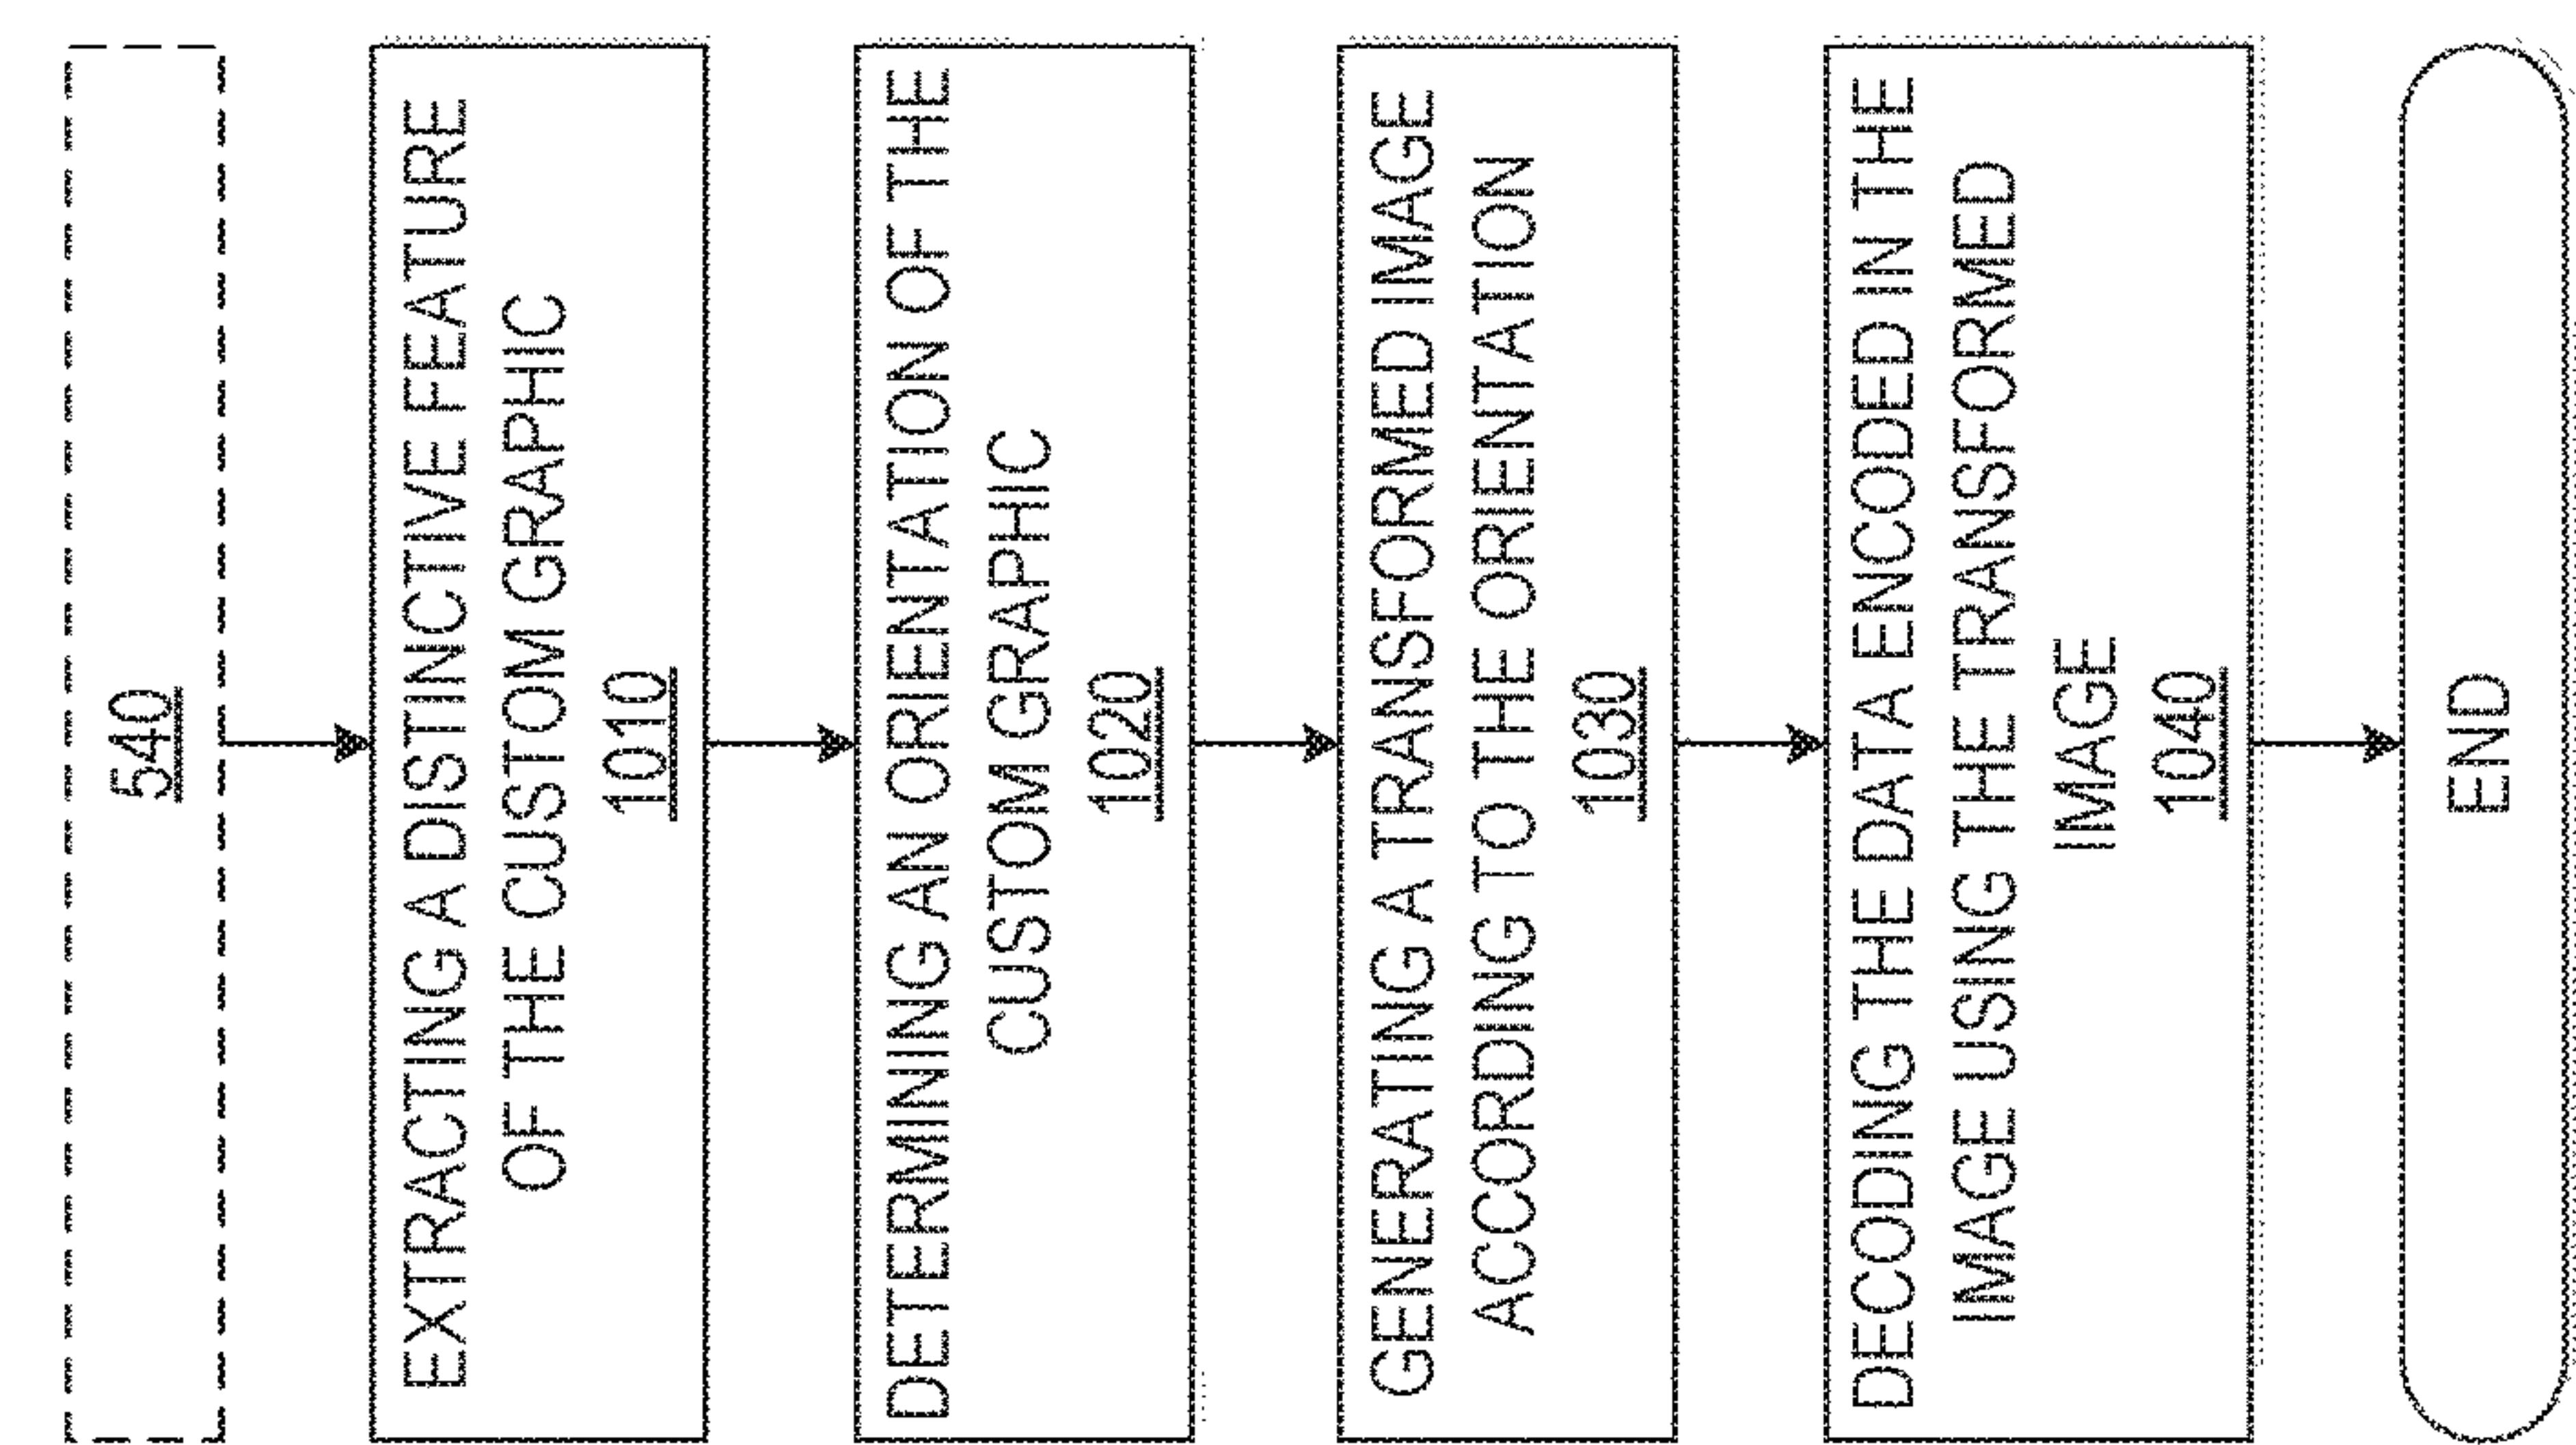 540
EXTRACTING A DISTINCTIVE FEATURE
OF THE CUSTOM GRAPHIC
1010
DETERMINING AN ORIENTATION OF THE
CUSTOM GRAPHIC
1020
GENERATING A TRANSFORMED IMAGE
ACCORDING TO THE ORIENTATION
1030
DECODING THE DATA ENCODED IN THE
IMAGE USING THE TRANSFORMED
IMAGE
1040
END